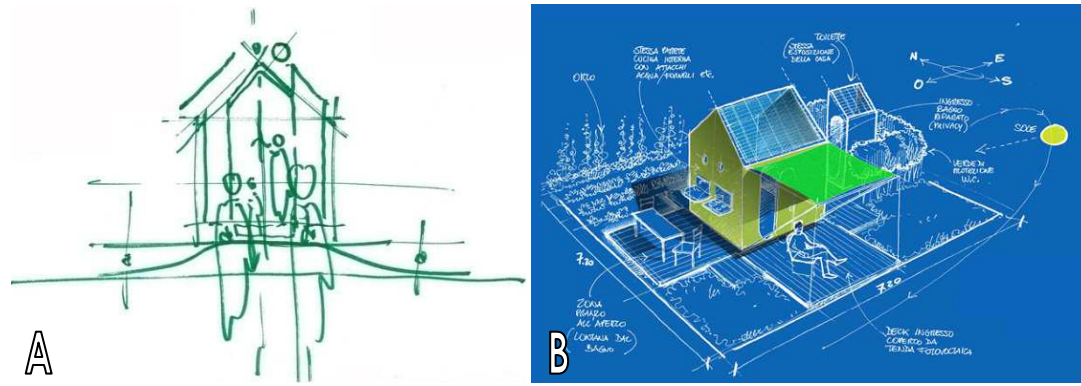 A
B
ORTO
STESSA PARETE
CUCINA INTERNA
CON ATTACCHI
ACQUA FORNELLI etc.
TOILETTE
(STESSA
ESPOSIZIONE
DELLA CASA)
N
E
O
S
INGRESSO
BAGNO
RIPARATO
(PRIVACY)
SOLE
VERDE DI
PROTEZIONE
W.C.
7.20
7.20
ZONA
PRANZO
ALL'APERTO
(LONTANA DAL
BAGNO)
DECK INGRESSO
COPERTO DA
TENDA FOTOVOLTAICA